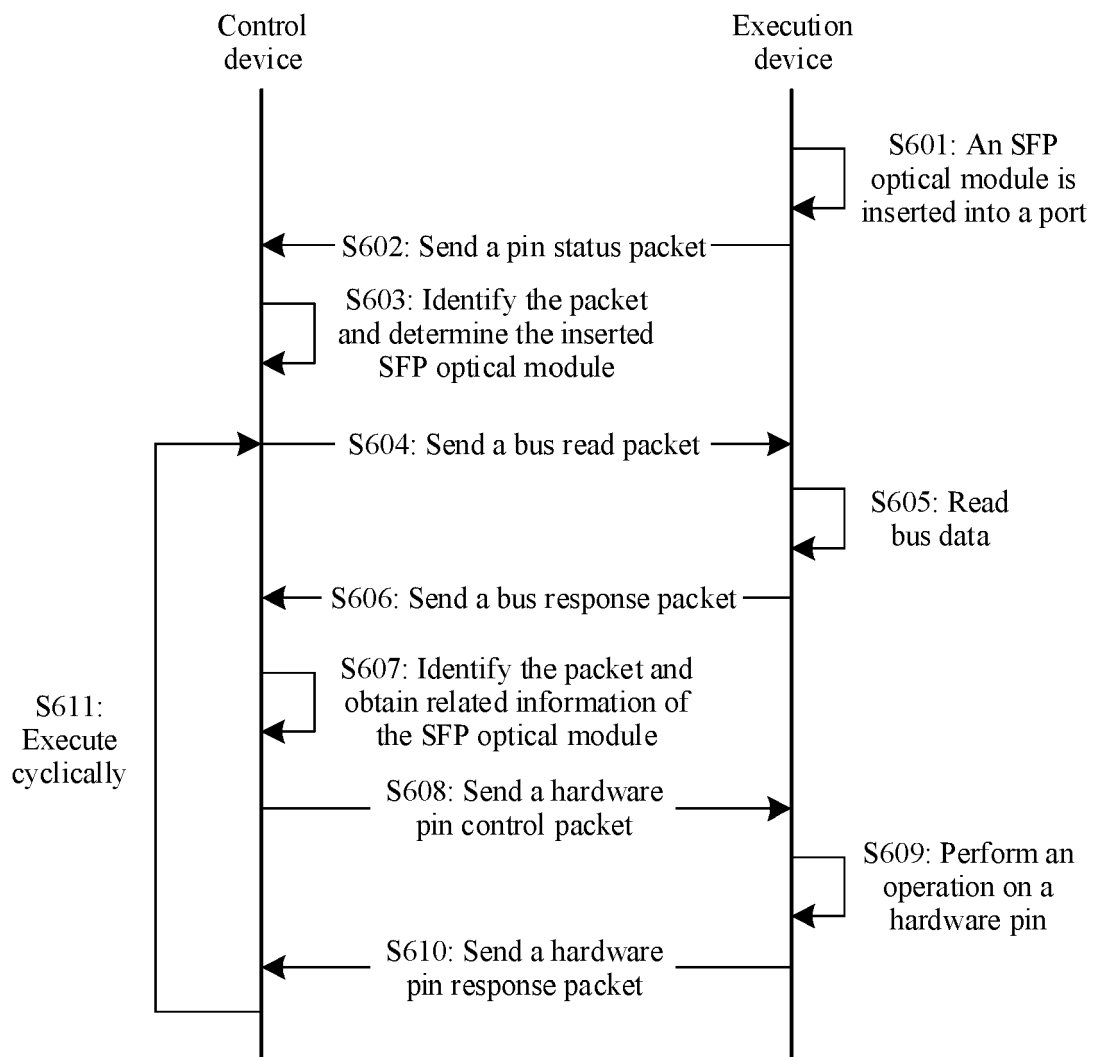 Control
device
Execution
device
S601: An SFP
optical module is
inserted into a port
S602: Send a pin status packet
S603: Identify the packet
and determine the inserted
SFP optical module
S604: Send a bus read packet
S605: Read
bus data
S606: Send a bus response packet
S607: Identify the packet and
obtain related information of
the SFP optical module
S611:
Execute
cyclically
S608: Send a hardware
pin control packet
S609: Perform an
operation on a
hardware pin
S610: Send a hardware
pin response packet